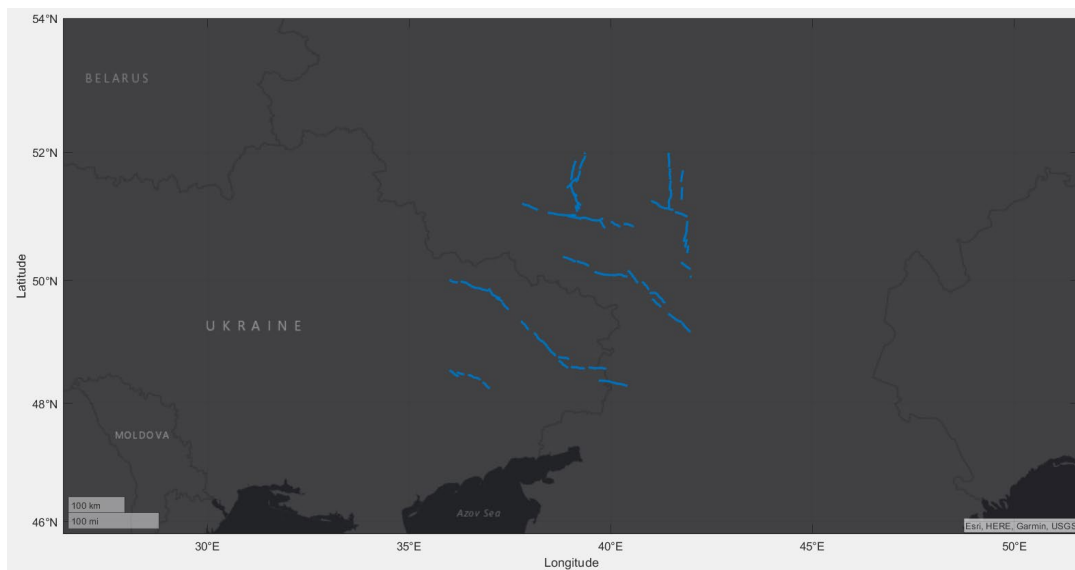 54°N
BELARUS
52°N
50°N
Latitude
UKRAINE
48°N
MOLDOVA
100 km
100 mi
Azov Sea
Esri, HERE, Garmin, USGS
46°N
30°E
35°E
40°E
45°E
50°E
Longitude